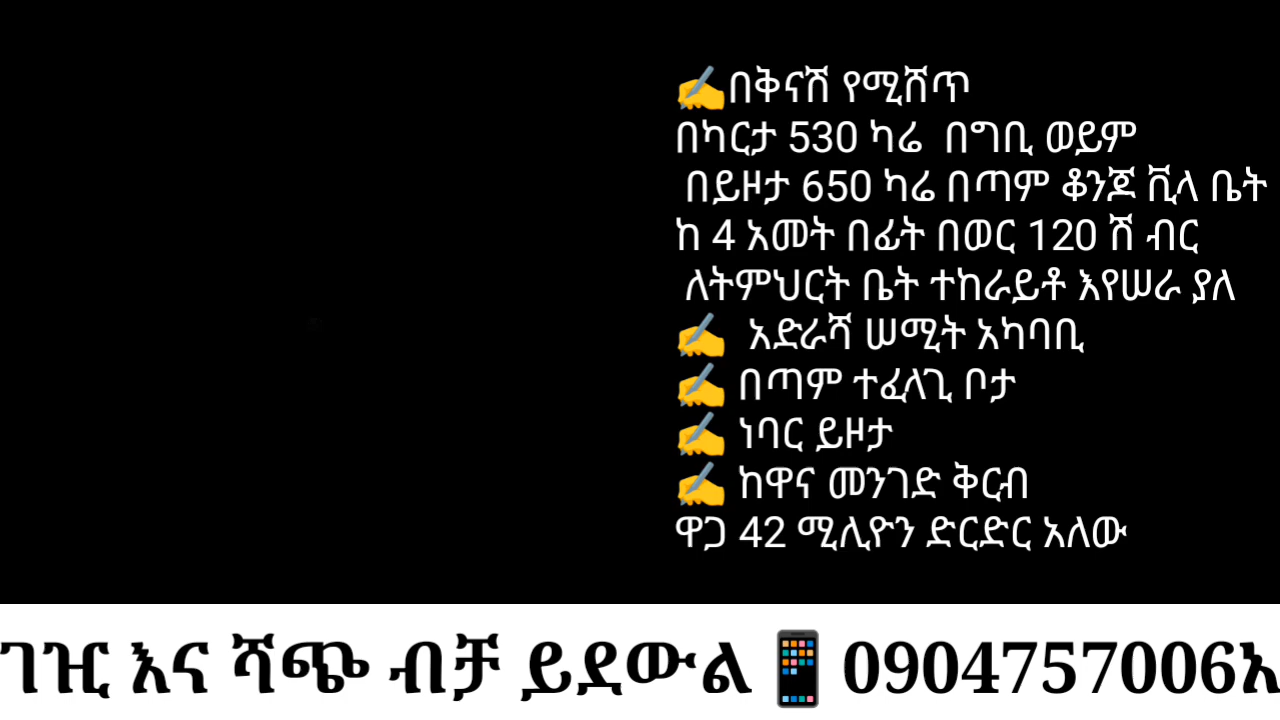 ✍️በቅናሽ የሚሸጥ
በካርታ 530 ካሬ በግቢ ወይም
በይዞታ 650 ካሬ በጣም ቆንጆ ቪላ ቤት
ከ 4 አመት በፊት በወር 120 ሽ ብር
ለትምህርት ቤት ተከራይቶ እየሠራ ያለ
✍️ አድራሻ ሠሚት አካባቢ
✍️ በጣም ተፈላጊ ቦታ
✍️ ነባር ይዞታ
✍️ ከዋና መንገድ ቅርብ
ዋጋ 42 ሚሊዮን ድርድር አለው
ገዢ እና ሻጭ ብቻ ይደውል📱0904757006አ